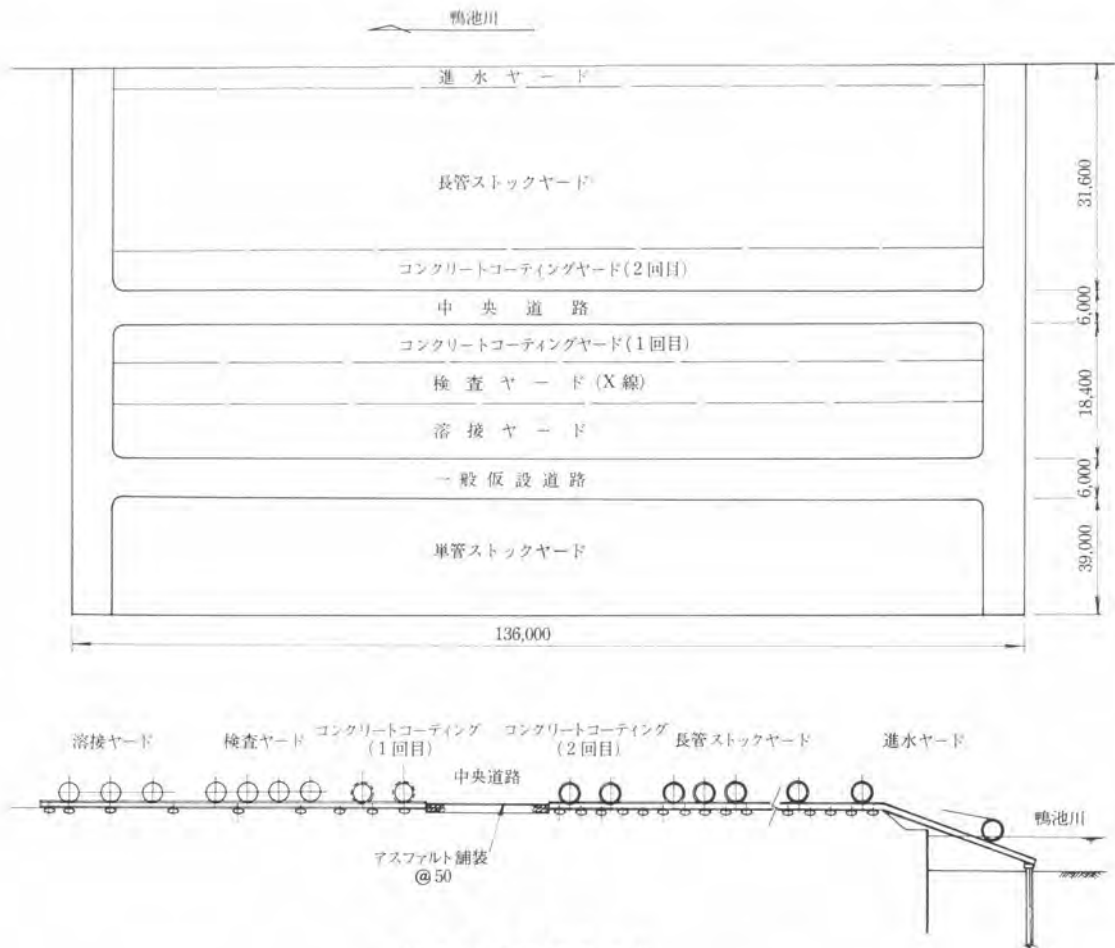 鴨池川
進水ヤード
長管ストックヤード
コンクリートコーティングヤード(2回目)
中央道路
コンクリートコーティングヤード(1回目)
検査ヤード(X線)
溶接ヤード
一般仮設道路
単管ストックヤード
31,600
6,000
18,400
6,000
39,000
136,000
溶接ヤード
検査ヤード
コンクリートコーティング
(1回目)
中央道路
コンクリートコーティング
(2回目)
長管ストックヤード
進水ヤード
鴨池川
アスファルト舗装
@50